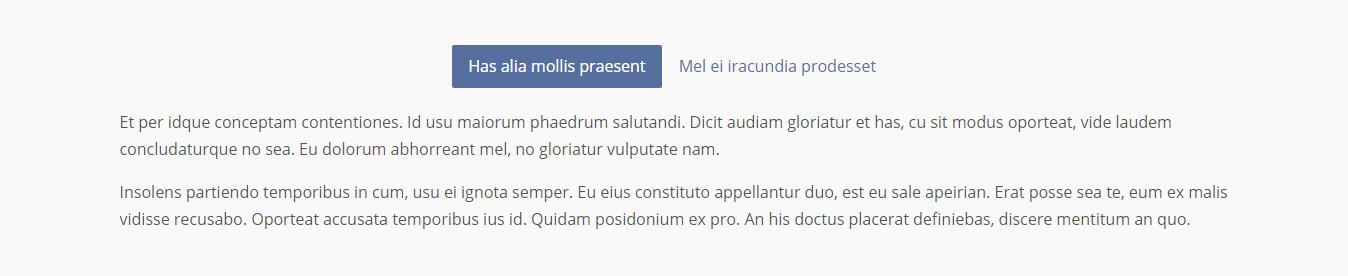 Has alia mollis praesent Mel ei iracundia prodesset
Et per idque conceptam contentiones. Id usu maiorum phaedrum salutandi. Dicit audiam gloriatur et has, cu sit modus oporteat, vide laudem
concludaturque no sea. Eu dolorum abhorreant mel, no gloriatur vulputate nam.
Insolens partiendo temporibus in cum, usu ei ignota semper. Eu eius constituto appellantur duo, est eu sale apeirian. Erat posse sea te, eum ex malis
vidisse recusabo. Oporteat accusata temporibus ius id. Quidam posidonium ex pro. An his doctus placerat definiebas, discere mentitum an quo.